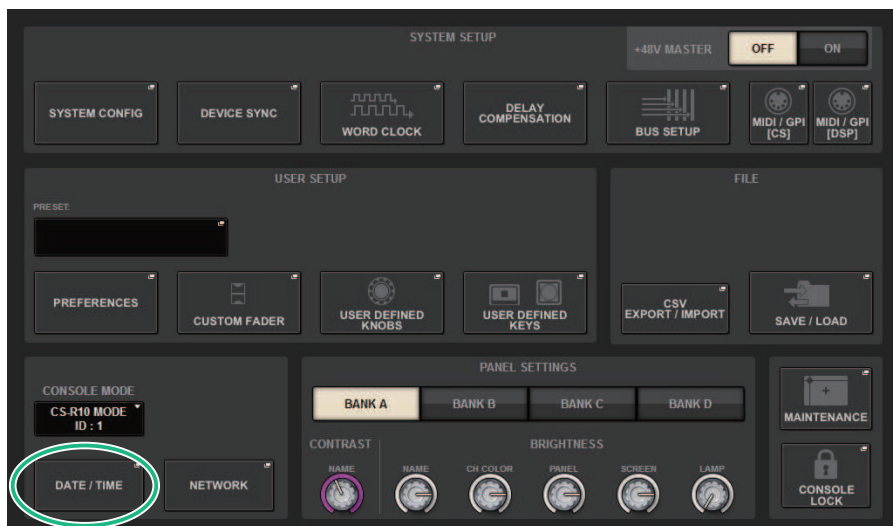 SYSTEM SETUP
+48V MASTER
OFF
ON
SYSTEM CONFIG
DEVICE SYNC
WORD CLOCK
DELAY
COMPENSATION
BUS SETUP
MIDI / GPI
[CS]
MIDI / GPI
[DSP]
USER SETUP
PRESET
PREFERENCES
CUSTOM FADER
USER DEFINED
KNOBS
USER DEFINED
KEYS
FILE
CSV
EXPORT / IMPORT
SAVE / LOAD
CONSOLE MODE
CS-R10 MODE
ID : 1
DATE / TIME
NETWORK
PANEL SETTINGS
BANK A
BANK B
BANK C
BANK D
CONTRAST
BRIGHTNESS
NAME
NAME
CH COLOR
PANEL
SCREEN
LAMP
MAINTENANCE
CONSOLE
LOCK